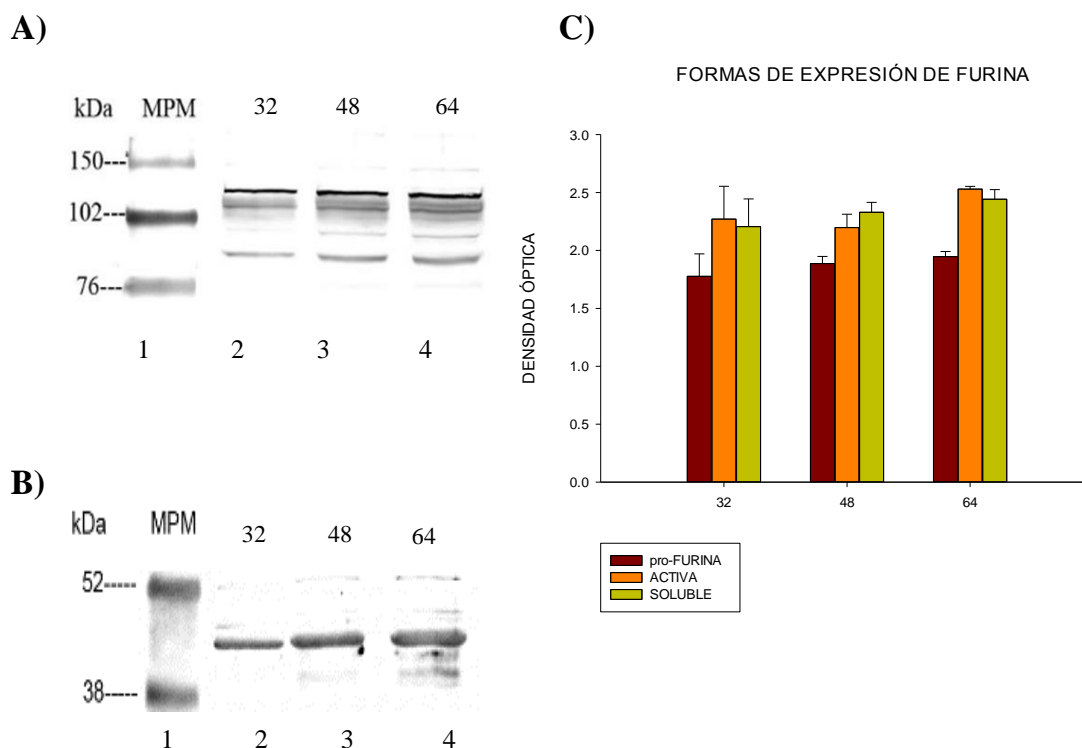 A)
kDa MPM 32 48 64
150---
102---
76---
1 2 3 4
B)
kDa MPM 32 48 64
52-----
38-----
1 2 3 4
C)
FORMAS DE EXPRESIÓN DE FURINA
DENSIDAD ÓPTICA
3.0
2.5
2.0
1.5
1.0
0.5
0.0
32 48 64
pro-FURINA
ACTIVA
SOLUBLE